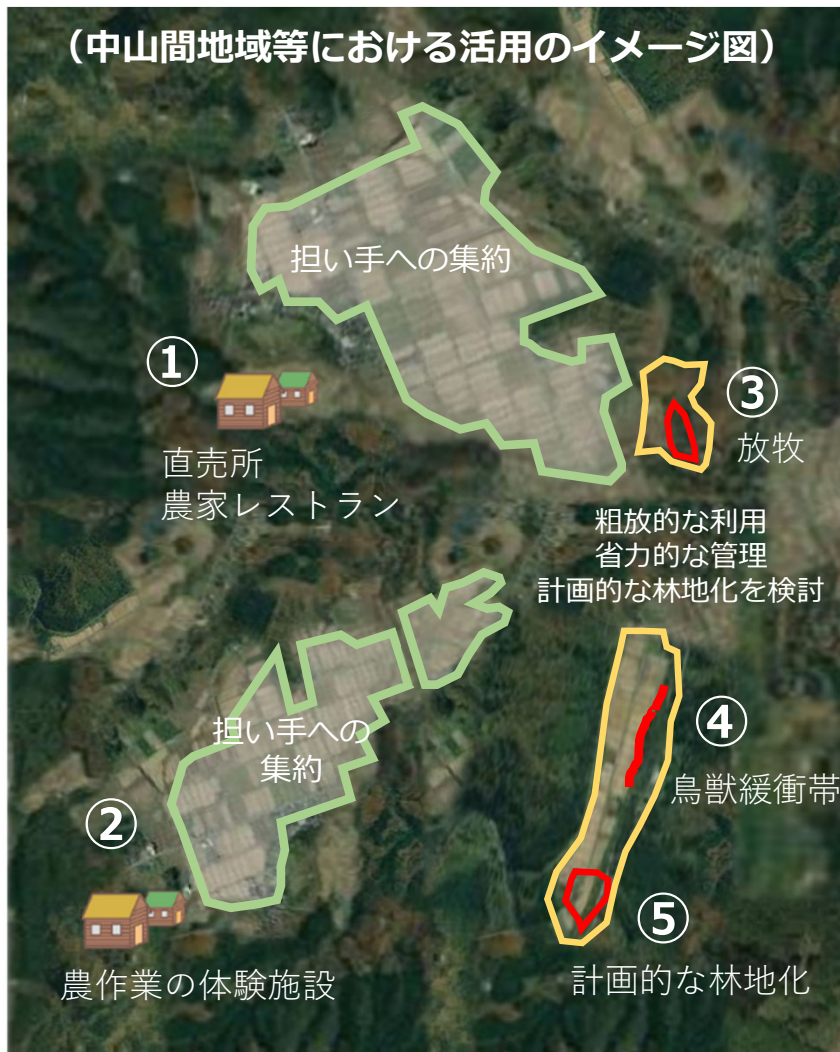 （中山間地域等における活用のイメージ図）
担い手への集約
①
直売所
農家レストラン
③
放牧
粗放的な利用
省力的な管理
計画的な林地化を検討
担い手への
集約
④
鳥獣緩衝帯
②
農作業の体験施設
⑤
計画的な林地化